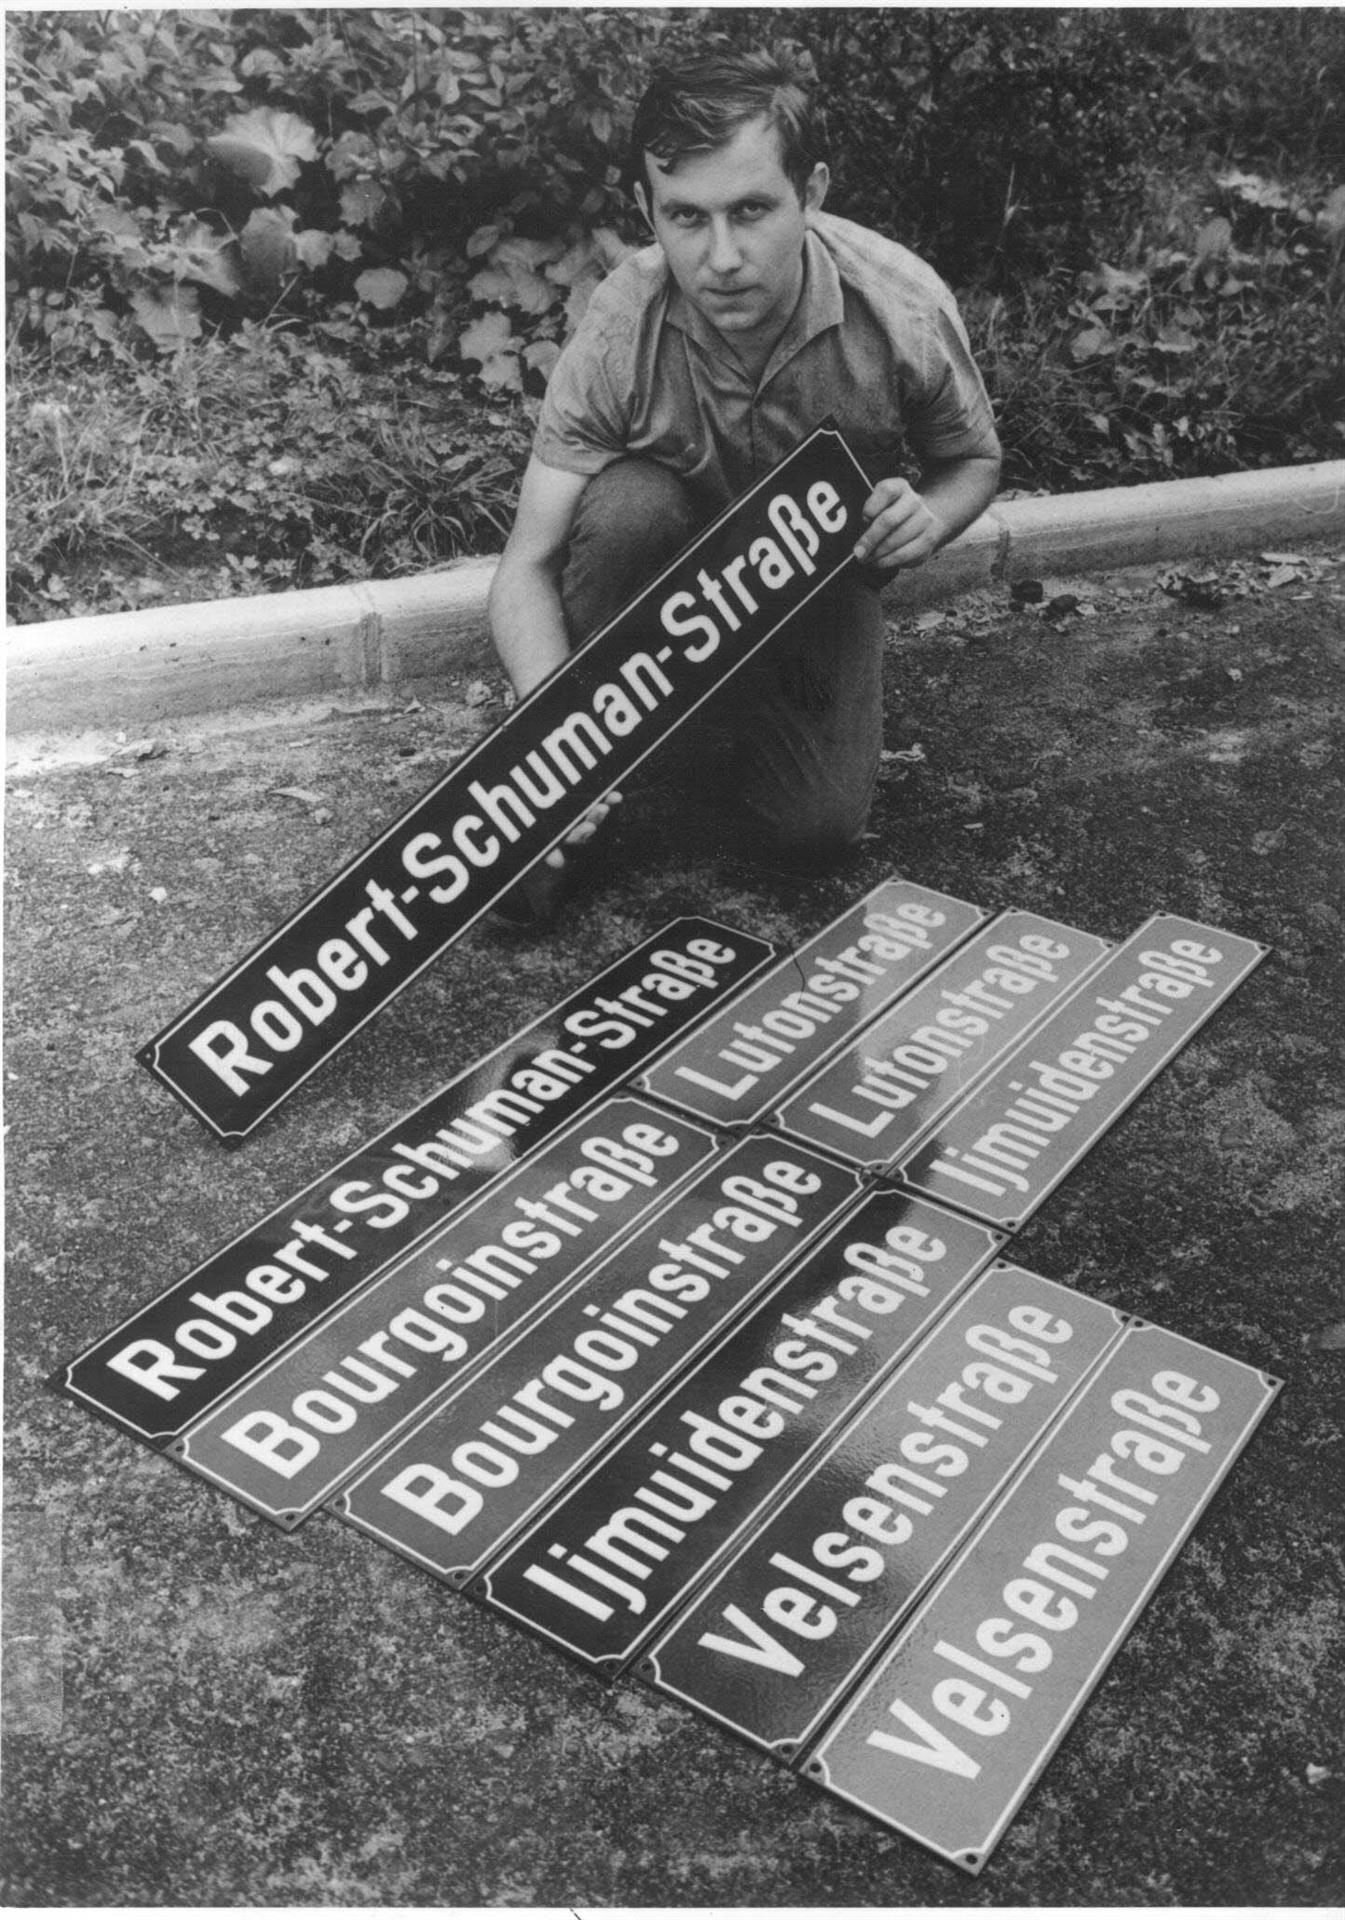 Robert-Schuman-Straße
Robert-Schuman-Straße
Lutonstraße
Lutonstraße
Ijmuidenstraße
Bourgoinstraße
Bourgoinstraße
Ijmuidenstraße
Velsenstraße
Velsenstraße